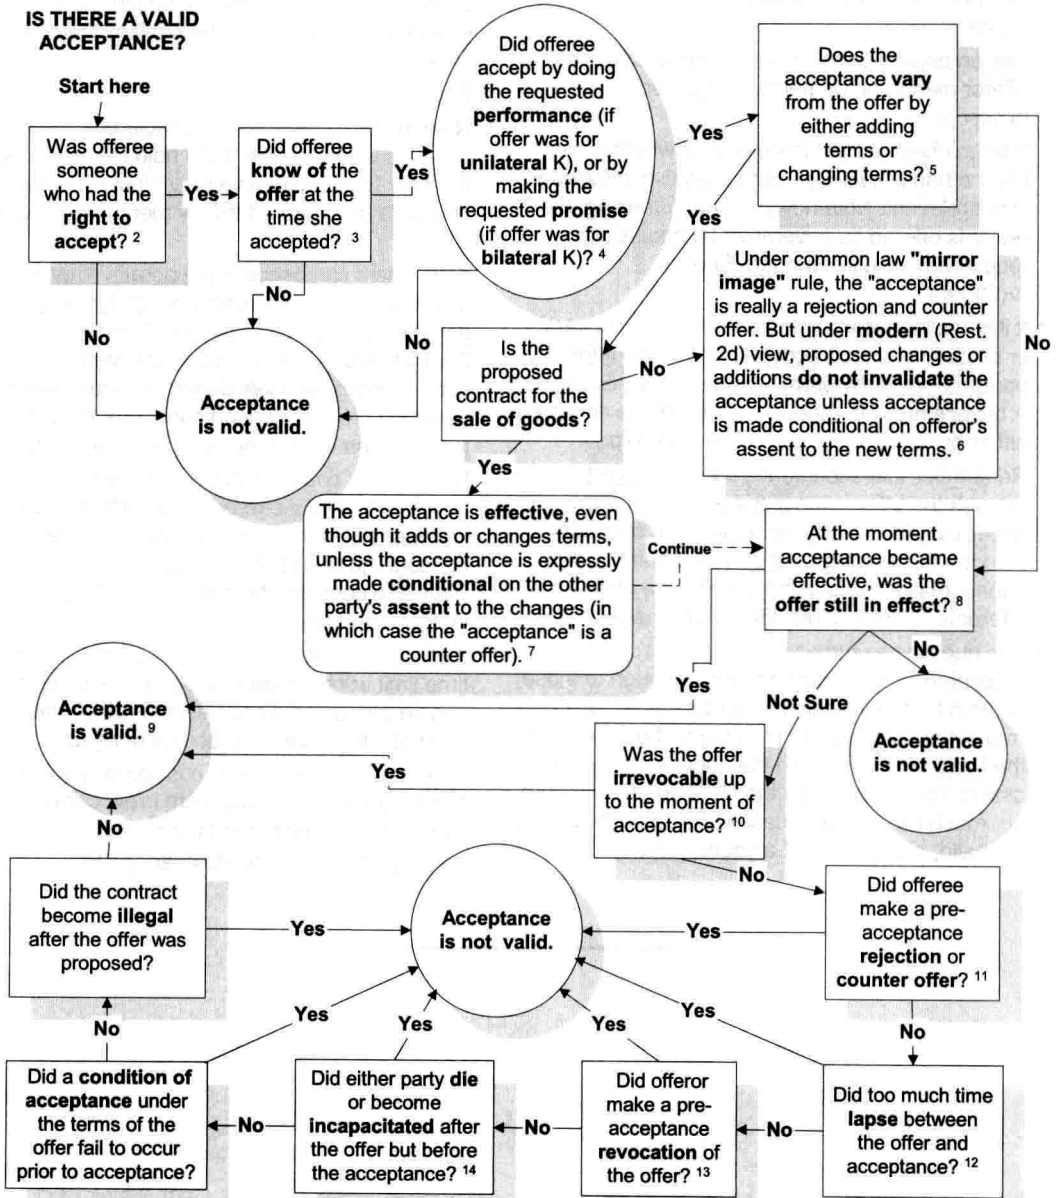 IS THERE A VALID
ACCEPTANCE?
Start here
Was offeree
someone
who had the
right to
accept? 2
Yes
Did offeree
know of the
offer at the
time she
accepted? 3
Yes
Did offeree
accept by doing
the requested
performance (if
offer was for
unilateral K), or by
making the
requested promise
(if offer was for
bilateral K)? 4
Yes
Does the
acceptance vary
from the offer by
either adding
terms or
changing terms? 5
Yes
No
No
No
No
Acceptance
is not valid.
Is the
proposed
contract for the
sale of goods?
No
Under common law "mirror
image" rule, the "acceptance"
is really a rejection and counter
offer. But under modern (Rest.
2d) view, proposed changes or
additions do not invalidate the
acceptance unless acceptance
is made conditional on offeror's
assent to the new terms. 6
Yes
The acceptance is effective, even
though it adds or changes terms,
unless the acceptance is expressly
made conditional on the other
party's assent to the changes (in
which case the "acceptance" is a
counter offer). 7
Continue
At the moment
acceptance became
effective, was the
offer still in effect? 8
Yes
Not Sure
No
Acceptance
is valid. 9
Acceptance
is not valid.
Was the offer
irrevocable up
to the moment of
acceptance? 10
Yes
No
Did offeree
make a pre-
acceptance
rejection or
counter offer? 11
Yes
No
Acceptance
is not valid.
No
Did the contract
become illegal
after the offer was
proposed?
Yes
No
Yes
Yes
Yes
Yes
Did a condition of
acceptance under
the terms of the
offer fail to occur
prior to acceptance?
No
Did either party die
or become
incapacitated after
the offer but before
the acceptance? 14
No
Did offeror
make a pre-
acceptance
revocation of
the offer? 13
No
Did too much time
lapse between
the offer and
acceptance? 12